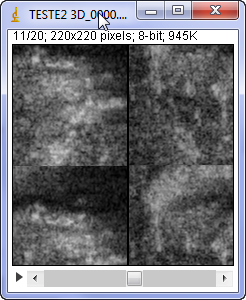 TESTE2 3D_0000....
11/20; 220x220 pixels; 8-bit; 945K